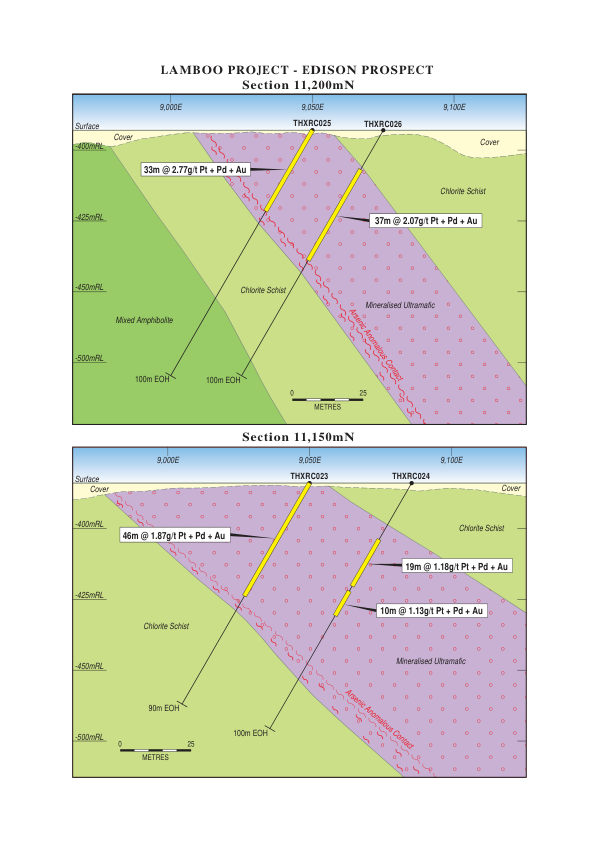 LAMBOO PROJECT - EDISON PROSPECT
Section 11,200mN
9,000E 9,050E 9,100E
Surface THXRC025 THXRC026
Cover Cover
-400mRL
33m @ 2.77g/t Pt + Pd + Au
Chlorite Schist
-425mRL
37m @ 2.07g/t Pt + Pd + Au
-450mRL
Chlorite Schist
Mineralised Ultramafic
Mixed Amphibolite
Arsenic Anomalous Contact
-500mRL
100m EOH 100m EOH
0 25
METRES
Section 11,150mN
9,000E 9,050E 9,100E
Surface THXRC023 THXRC024
Cover Cover
-400mRL
Chlorite Schist
46m @ 1.87g/t Pt + Pd + Au
19m @ 1.18g/t Pt + Pd + Au
-425mRL
10m @ 1.13g/t Pt + Pd + Au
Chlorite Schist
Mineralised Ultramafic
-450mRL
Arsenic Anomalous Contact
90m EOH
100m EOH
-500mRL
0 25
METRES